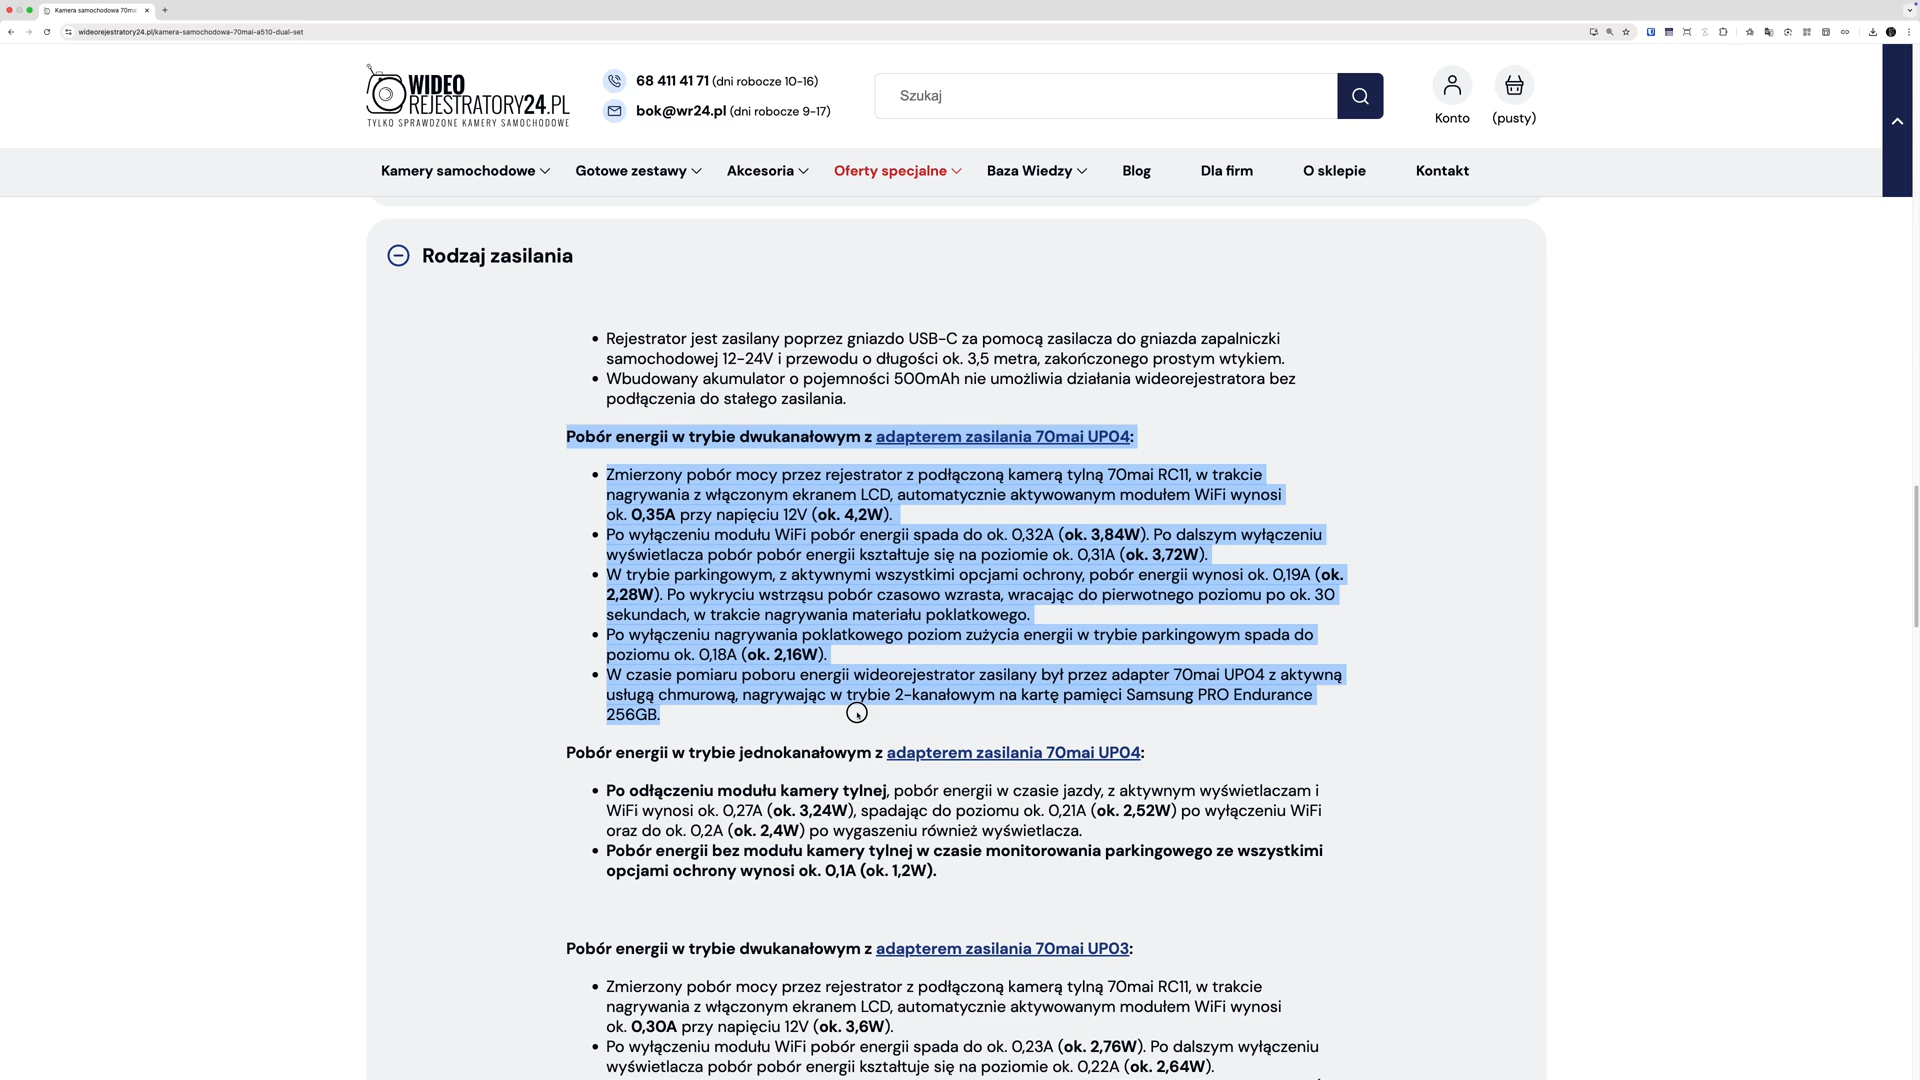 Kamera samochodowa 70ma
videorejestratory24.pl/kamera-samochodowa-70mai-a510-dual-set
WIDEO
REJESTRATORY24.PL
TYLKO SPRAWDZONE KAMERY SAMOCHODOWE
68 411 41 71 (dni robocze 10-16)
bok@wr24.pl (dni robocze 9-17)
Szukaj
Konto
(pusty)
Kamery samochodowe
Gotowe zestawy
Akcesoria
Oferty specjalne
Baza Wiedzy
Blog
Dla firm
O sklepie
Kontakt
Rodzaj zasilania
• Rejestrator jest zasilany poprzez gniazdo USB-C za pomocą zasilacza do gniazda zapalniczki
samochodowej 12-24V i przewodu o długości ok. 3,5 metra, zakończonego prostym wtykiem.
• Wbudowany akumulator o pojemności 500mAh nie umożliwia działania wideorejestratora bez
podłączenia do stałego zasilania.
Pobór energii w trybie dwukanałowym z adapterem zasilania 70mai UP04:
• Zmierzony pobór mocy przez rejestrator z podłączoną kamerą tylną 70mai RC11, w trakcie
nagrywania z włączonym ekranem LCD, automatycznie aktywowanym modułem WiFi wynosi
ok. 0,35A przy napięciu 12V (ok. 4,2W).
• Po wyłączeniu modułu WiFi pobór energii spada do ok. 0,32A (ok. 3,84W). Po dalszym wyłączeniu
wyświetlacza pobór pobór energii kształtuje się na poziomie ok. 0,31A (ok. 3,72W).
• W trybie parkingowym, z aktywnymi wszystkimi opcjami ochrony, pobór energii wynosi ok. 0,19A (ok.
2,28W). Po wykryciu wstrząsu pobór czasowo wzrasta, wracając do pierwotnego poziomu po ok. 30
sekundach, w trakcie nagrywania materiału poklatkowego.
• Po wyłączeniu nagrywania poklatkowego poziom zużycia energii w trybie parkingowym spada do
poziomu ok. 0,18A (ok. 2,16W).
• W czasie pomiaru poboru energii wideorejestrator zasilany był przez adapter 70mai UP04 z aktywną
usługą chmurową, nagrywając w trybie 2-kanałowym na kartę pamięci Samsung PRO Endurance
256GB.
Pobór energii w trybie jednokanałowym z adapterem zasilania 70mai UP04:
• Po odłączeniu modułu kamery tylnej, pobór energii w czasie jazdy, z aktywnym wyświetlaczam i
WiFi wynosi ok. 0,27A (ok. 3,24W), spadając do poziomu ok. 0,21A (ok. 2,52W) po wyłączeniu WiFi
oraz do ok. 0,2A (ok. 2,4W) po wygaszeniu również wyświetlacza.
• Pobór energii bez modułu kamery tylnej w czasie monitorowania parkingowego ze wszystkimi
opcjami ochrony wynosi ok. 0,1A (ok. 1,2W).
Pobór energii w trybie dwukanałowym z adapterem zasilania 70mai UP03:
• Zmierzony pobór mocy przez rejestrator z podłączoną kamerą tylną 70mai RC11, w trakcie
nagrywania z włączonym ekranem LCD, automatycznie aktywowanym modułem WiFi wynosi
ok. 0,30A przy napięciu 12V (ok. 3,6W).
• Po wyłączeniu modułu WiFi pobór energii spada do ok. 0,23A (ok. 2,76W). Po dalszym wyłączeniu
wyświetlacza pobór pobór energii kształtuje się na poziomie ok. 0,22A (ok. 2,64W).